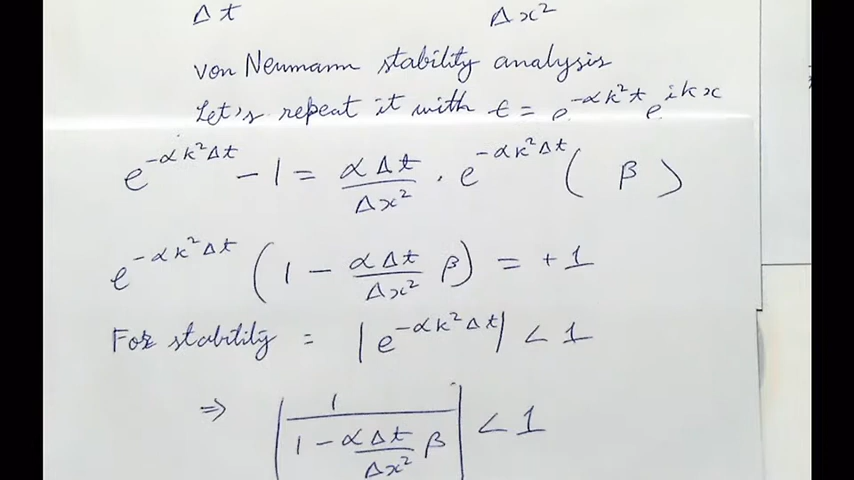 Δt Δx²
von Neumann stability analysis
Let's repeat it with ε = e^{-αk²t} e^{ikx}
e^{-αk²Δt} - 1 = αΔt/Δx² · e^{-αk²Δt} ( β )
e^{-αk²Δt} (1 - αΔt/Δx² β) = +1
For stability = |e^{-αk²Δt}| < 1
⇒ |1/(1 - αΔt/Δx² β)| < 1